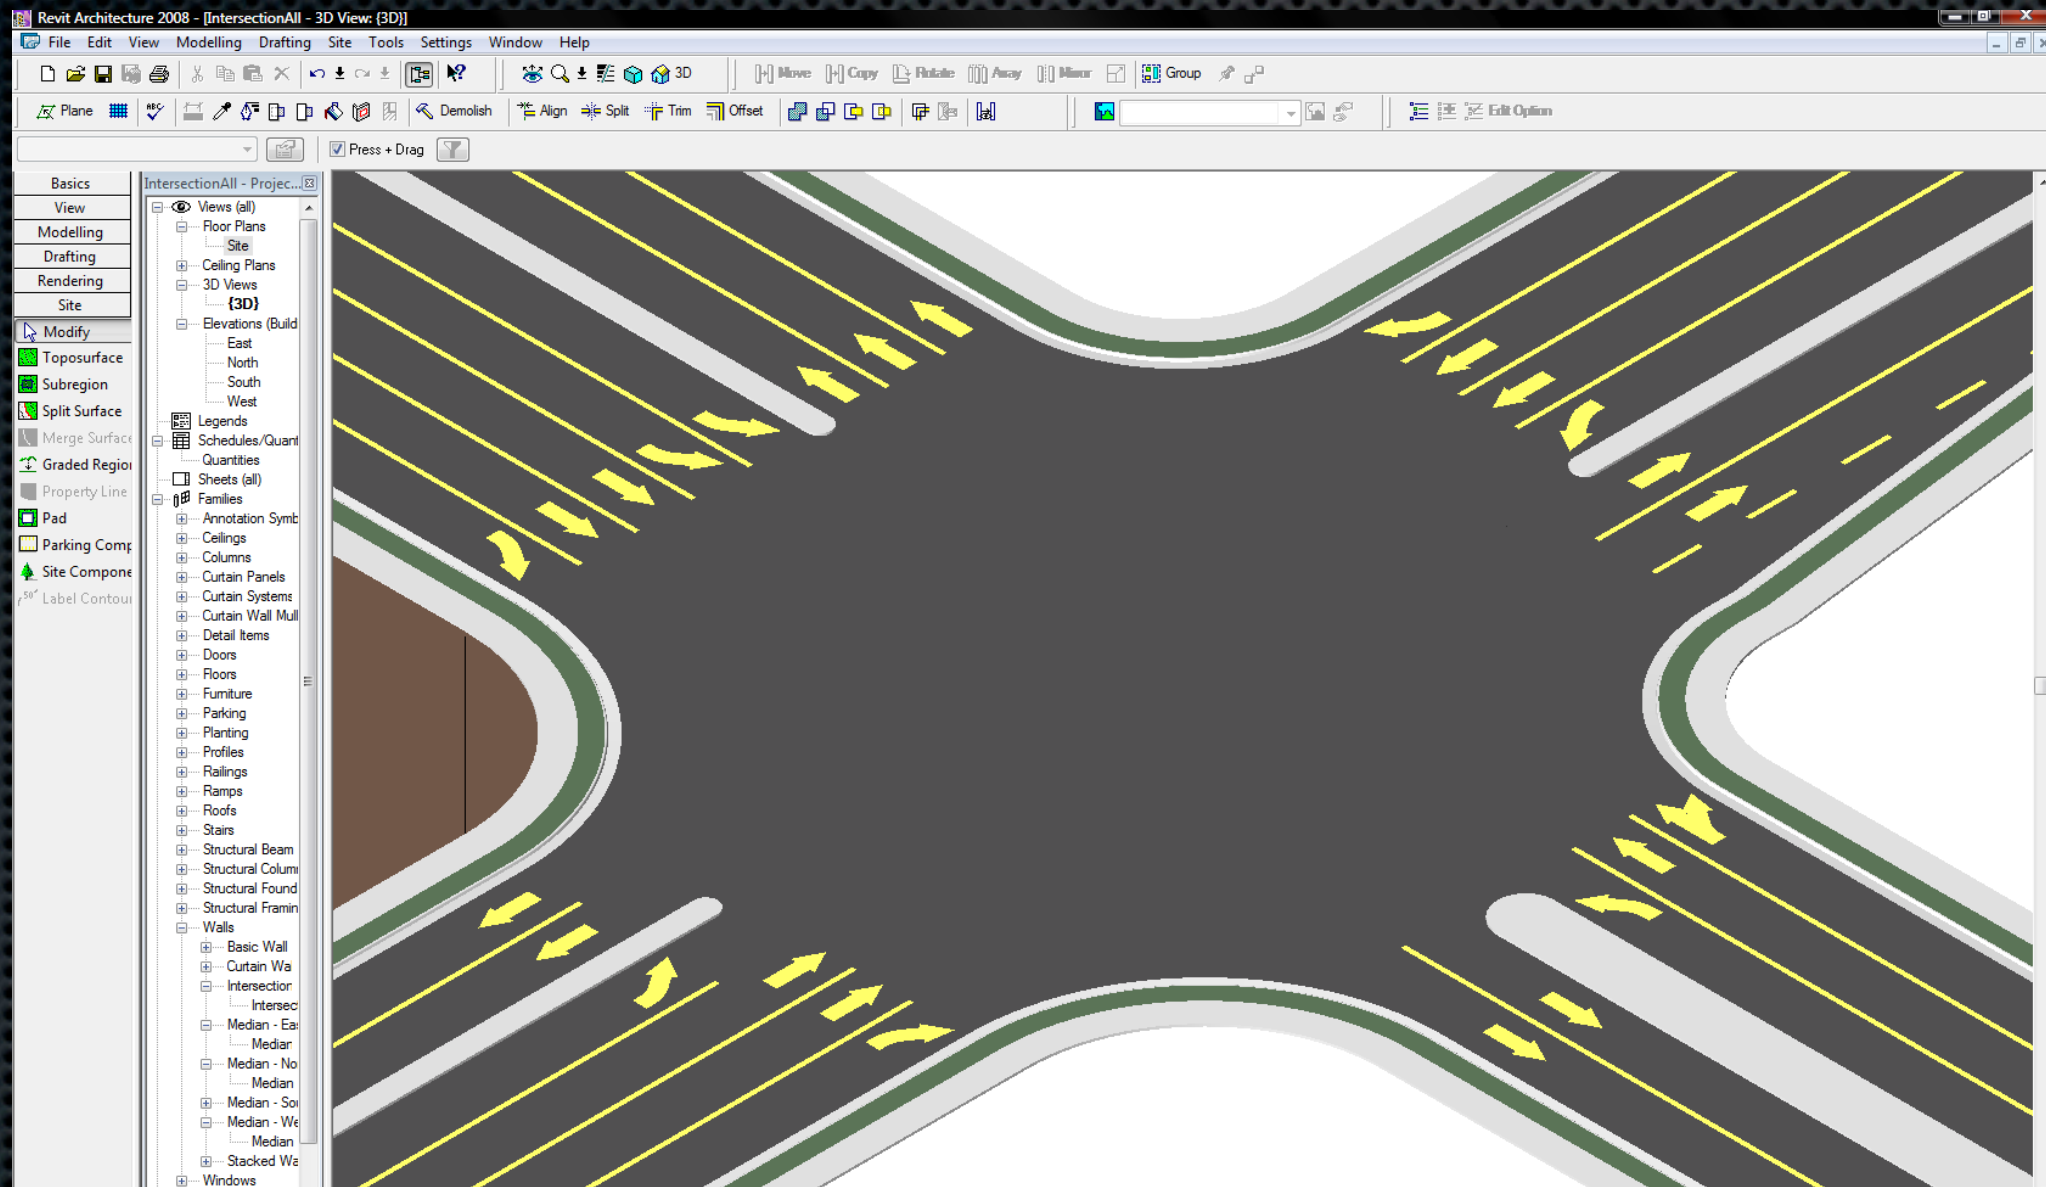 Revit Architecture 2008 - [IntersectionAll - 3D View: {3D}]
File Edit View Modelling Drafting Site Tools Settings Window Help
3D Move Copy Rotate Array Mirror Group
Plane Demolish Align Split Trim Offset Edit Option
Press + Drag
Basics
View
Modelling
Drafting
Rendering
Site
Modify
Toposurface
Subregion
Split Surface
Merge Surface
Graded Region
Property Line
Pad
Parking Comp
Site Compone
Label Contour
IntersectionAll - Projec...
Views (all)
Floor Plans
Site
Ceiling Plans
3D Views
{3D}
Elevations (Build
East
North
South
West
Legends
Schedules/Quant
Quantities
Sheets (all)
Families
Annotation Symb
Ceilings
Columns
Curtain Panels
Curtain Systems
Curtain Wall Mull
Detail Items
Doors
Floors
Furniture
Parking
Planting
Profiles
Railings
Ramps
Roofs
Stairs
Structural Beam
Structural Colum
Structural Found
Structural Framin
Walls
Basic Wall
Curtain Wa
Intersection
Intersec
Median - Ea
Median
Median - No
Median
Median - So
Median - We
Median
Stacked Wa
Windows